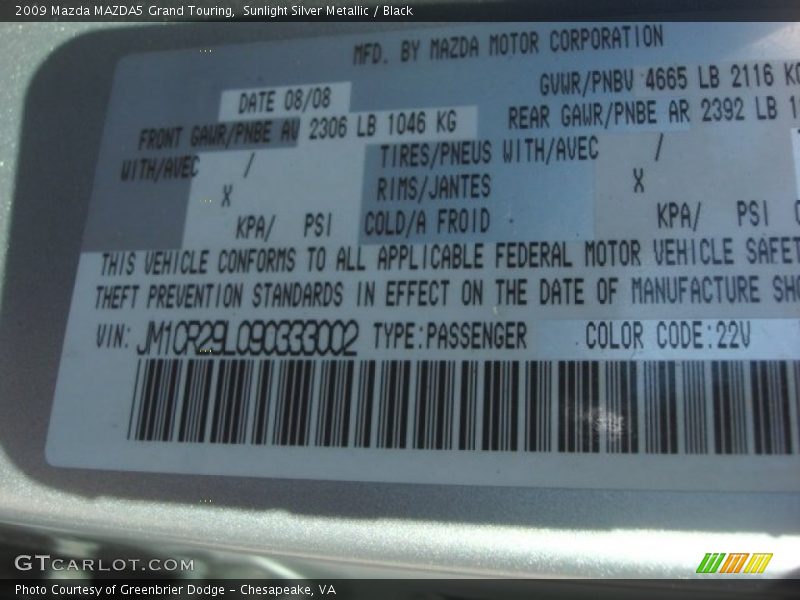 2009 Mazda MAZDA5 Grand Touring, Sunlight Silver Metallic / Black
MFD. BY MAZDA MOTOR CORPORATION
DATE 08/08 GVWR/PNBV 4665 LB 2116 KG
FRONT GAWR/PNBE AV 2306 LB 1046 KG REAR GAWR/PNBE AR 2392 LB 1
WITH/AVEC / TIRES/PNEUS WITH/AVEC /
X RIMS/JANTES X
KPA/ PSI COLD/A FROID KPA/ PSI
THIS VEHICLE CONFORMS TO ALL APPLICABLE FEDERAL MOTOR VEHICLE SAFET
THEFT PREVENTION STANDARDS IN EFFECT ON THE DATE OF MANUFACTURE SHO
VIN: JM1CR29L090333002 TYPE:PASSENGER COLOR CODE:22V
GTCARLOT.COM
Photo Courtesy of Greenbrier Dodge - Chesapeake, VA